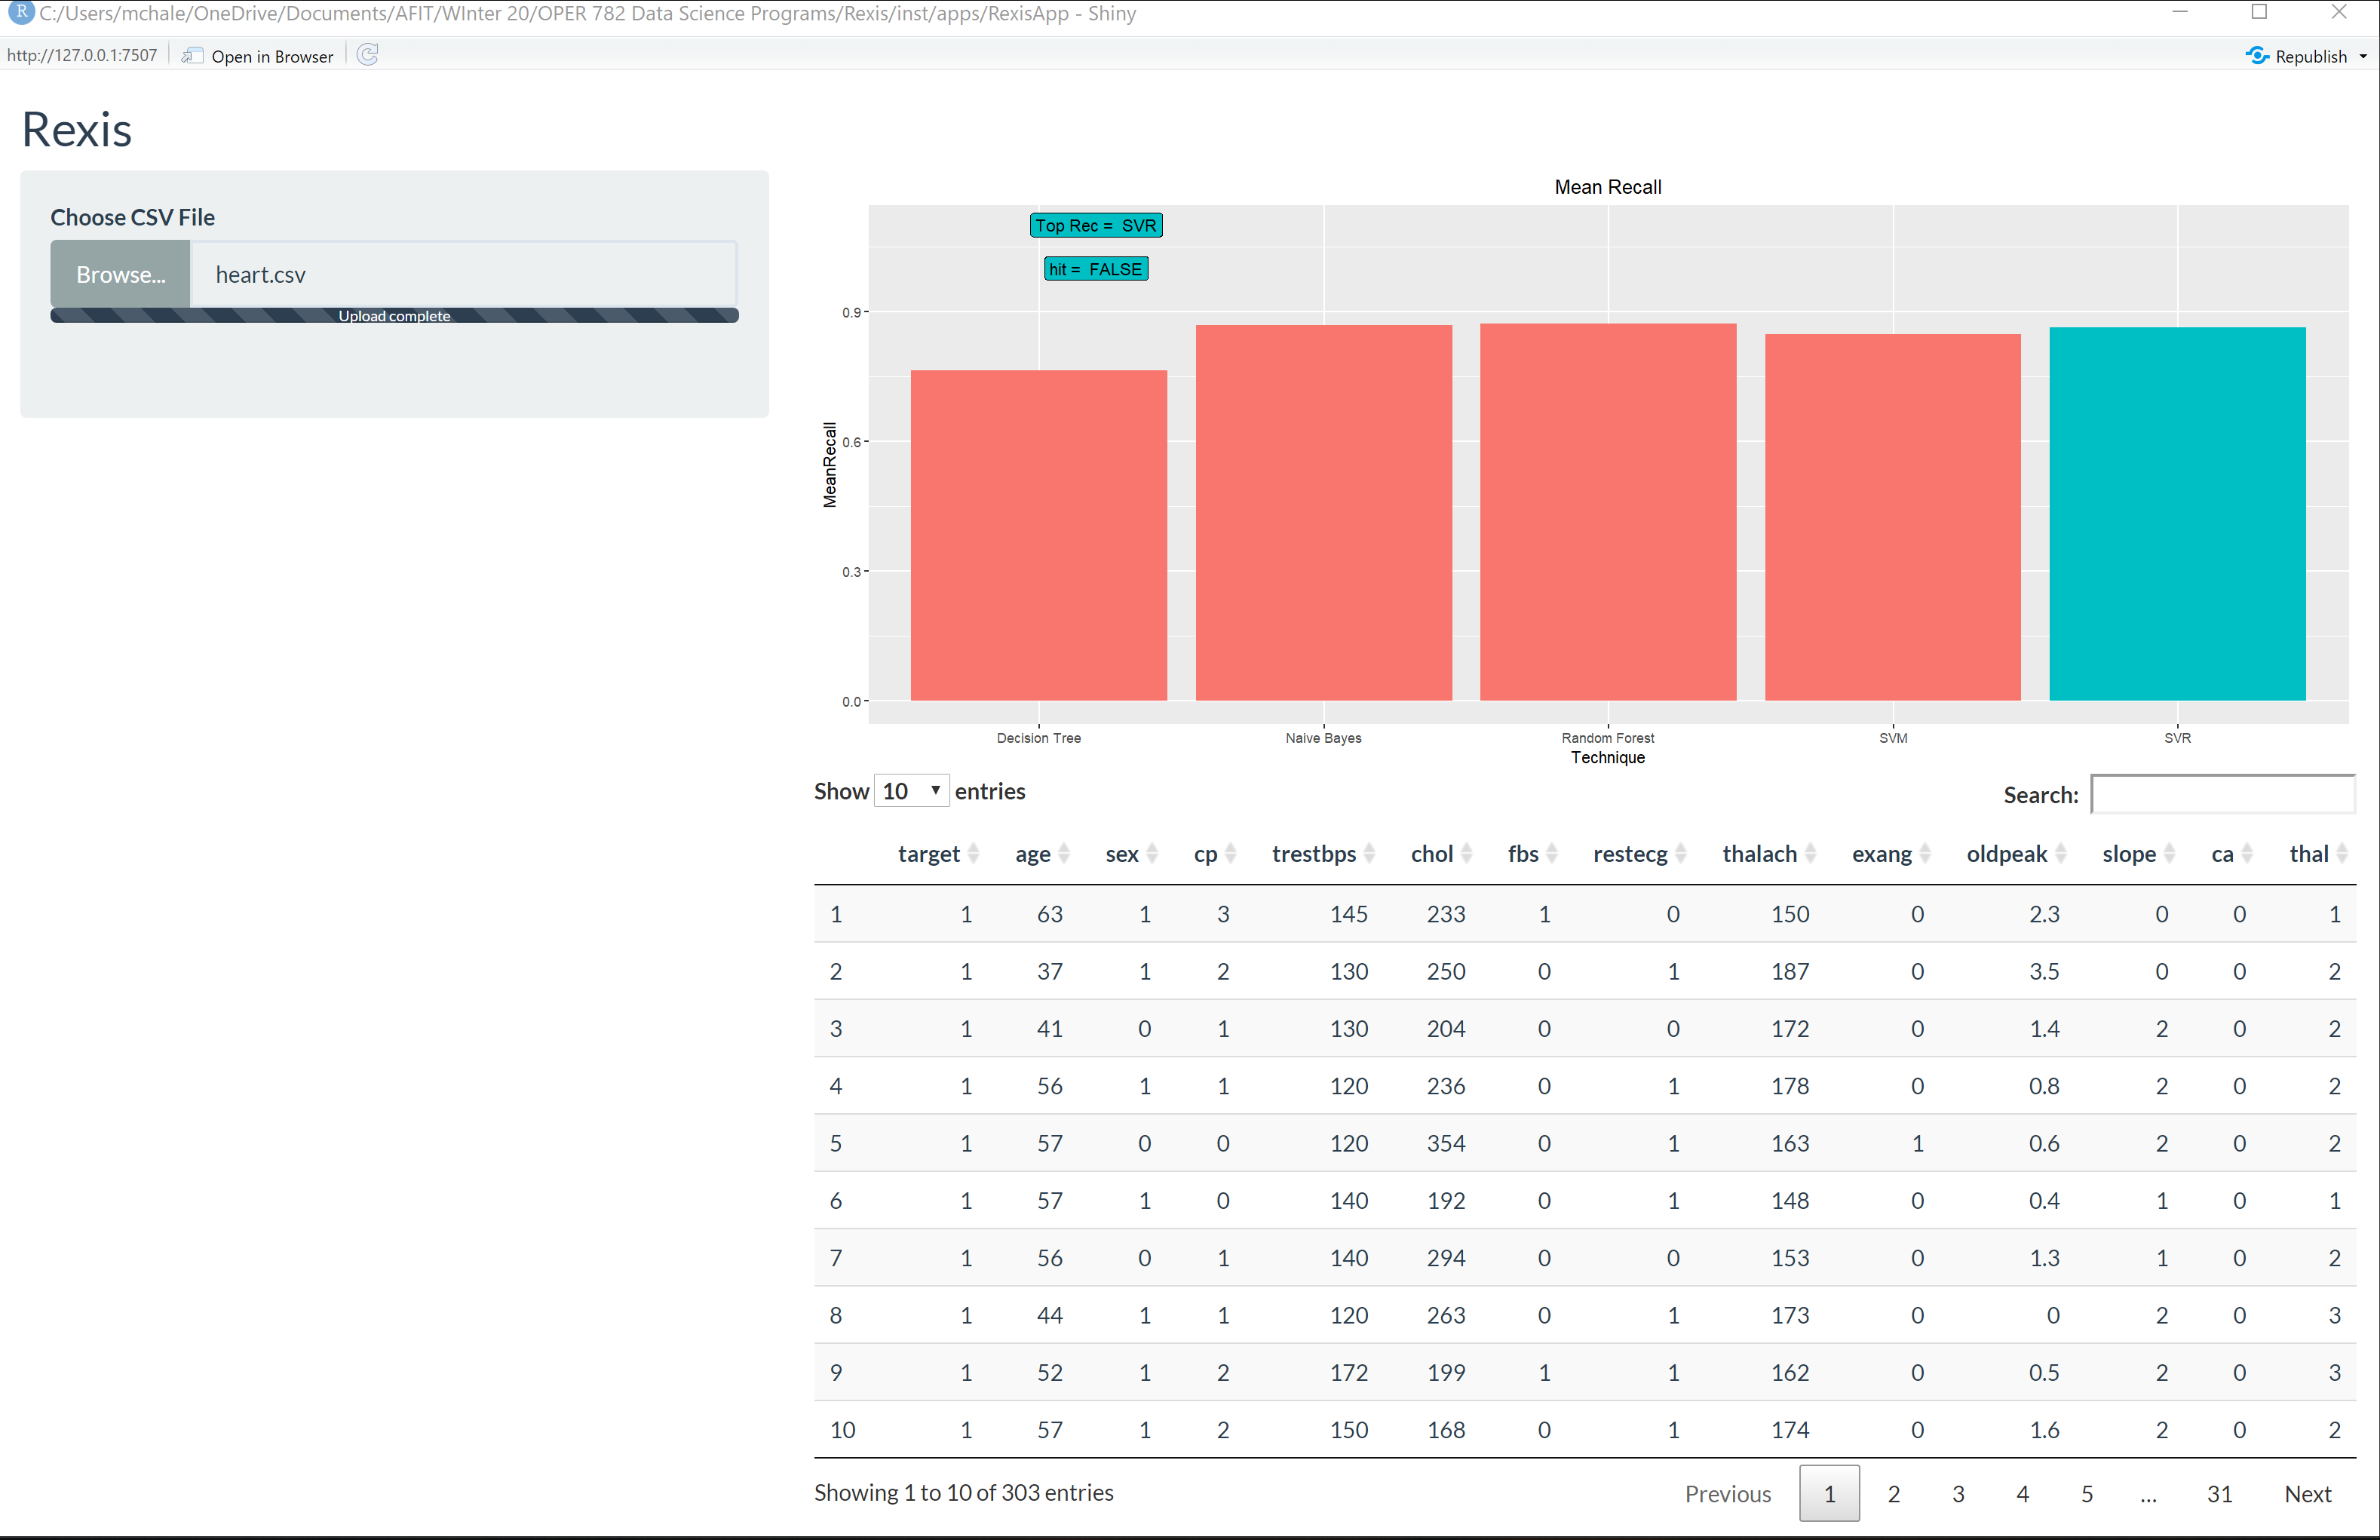 R C:/Users/mchale/OneDrive/Documents/AFIT/WInter 20/OPER 782 Data Science Programs/Rexis/inst/apps/RexisApp - Shiny
http://127.0.0.1:7507 Open in Browser Republish
Rexis
Choose CSV File
Browse... heart.csv
Upload complete
Mean Recall
Top Rec = SVR
hit = FALSE
MeanRecall
0.9
0.6
0.3
0.0
Decision Tree Naive Bayes Random Forest SVM SVR
Technique
Show 10 entries Search:
target age sex cp trestbps chol fbs restecg thalach exang oldpeak slope ca thal
1 1 63 1 3 145 233 1 0 150 0 2.3 0 0 1
2 1 37 1 2 130 250 0 1 187 0 3.5 0 0 2
3 1 41 0 1 130 204 0 0 172 0 1.4 2 0 2
4 1 56 1 1 120 236 0 1 178 0 0.8 2 0 2
5 1 57 0 0 120 354 0 1 163 1 0.6 2 0 2
6 1 57 1 0 140 192 0 1 148 0 0.4 1 0 1
7 1 56 0 1 140 294 0 0 153 0 1.3 1 0 2
8 1 44 1 1 120 263 0 1 173 0 0 2 0 3
9 1 52 1 2 172 199 1 1 162 0 0.5 2 0 3
10 1 57 1 2 150 168 0 1 174 0 1.6 2 0 2
Showing 1 to 10 of 303 entries Previous 1 2 3 4 5 ... 31 Next